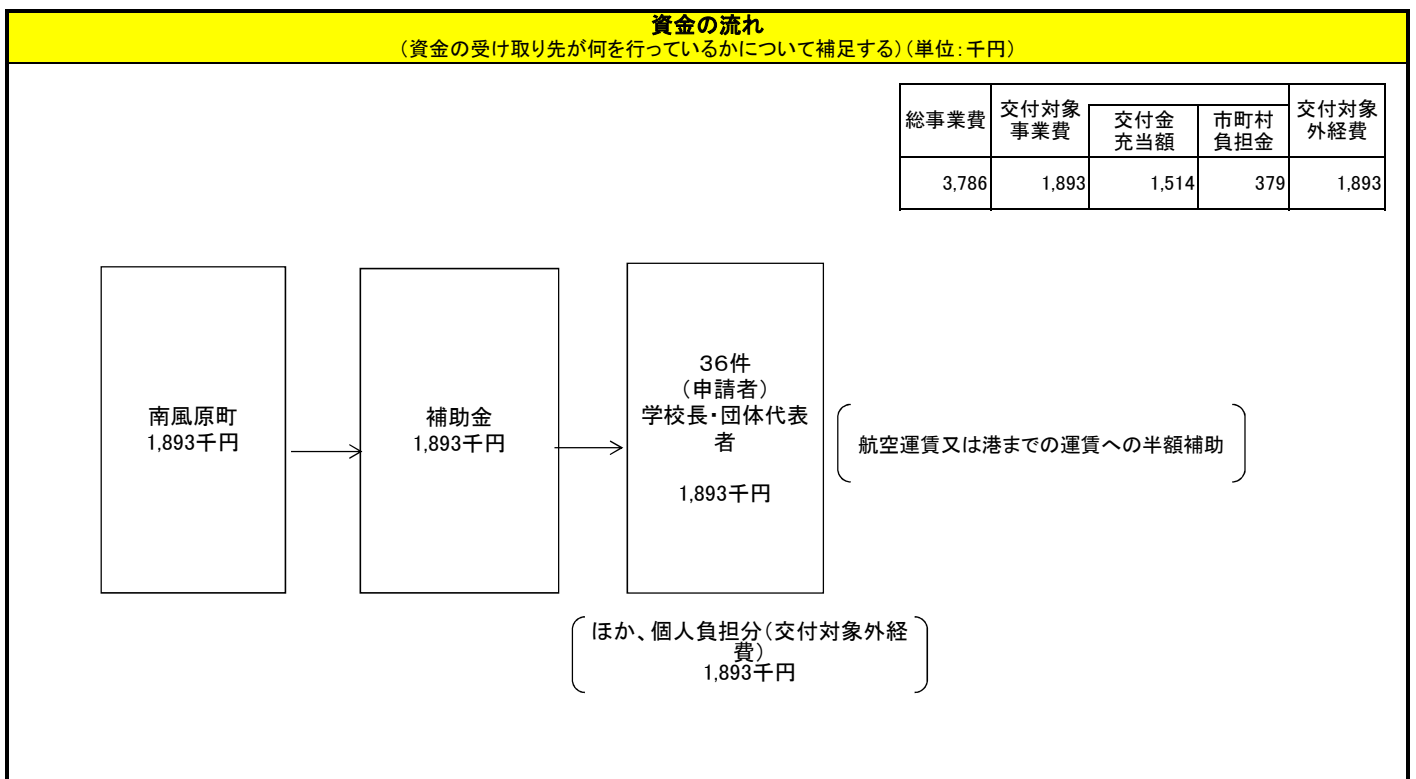 資金の流れ
（資金の受け取り先が何を行っているかについて補足する）（単位：千円）
総事業費 交付対象事業費 交付金充当額 市町村負担金 交付対象外経費
3,786 1,893 1,514 379 1,893
南風原町
1,893千円
補助金
1,893千円
３６件
（申請者）
学校長・団体代表
者
1,893千円
航空運賃又は港までの運賃への半額補助
ほか、個人負担分（交付対象外経
費）
1,893千円